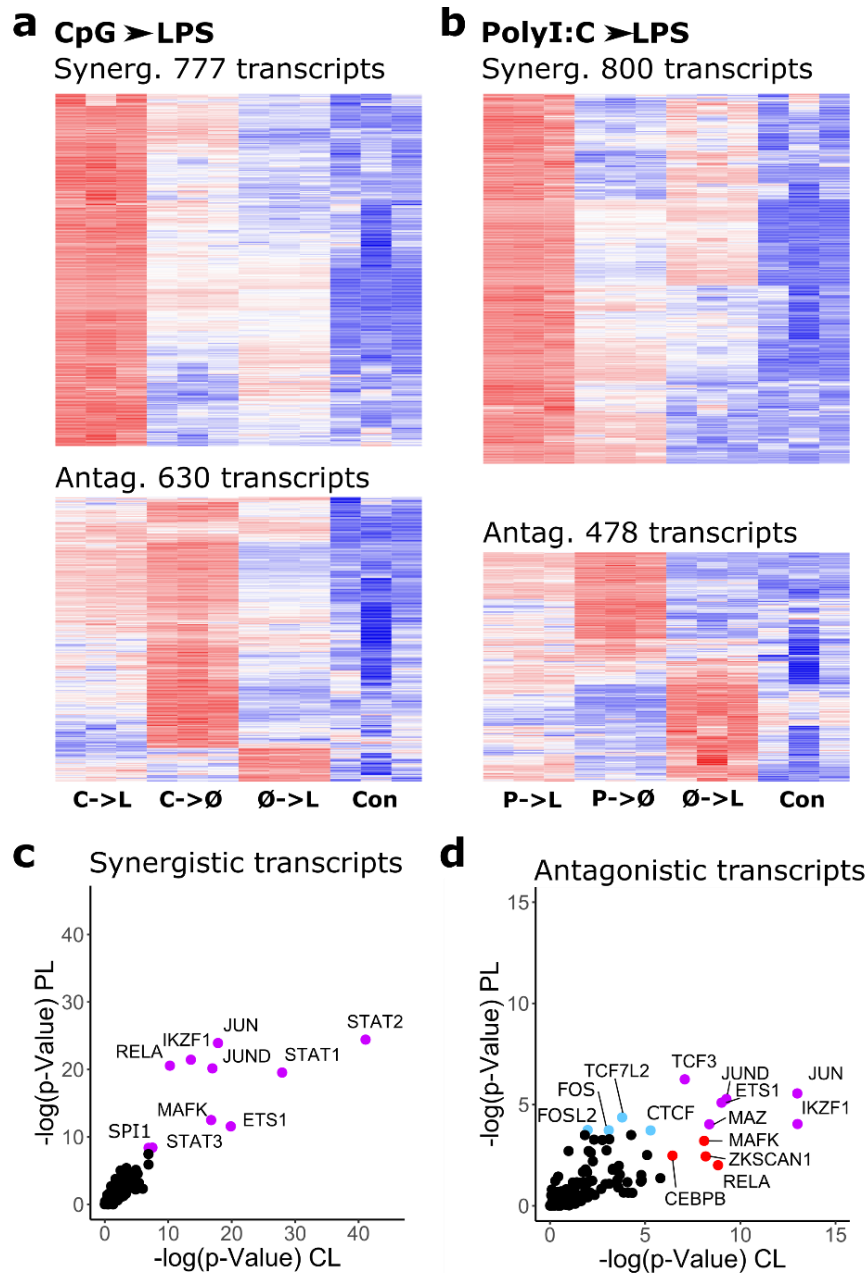 a
CpG ➤LPS
Synerg. 777 transcripts
Antag. 630 transcripts
C->L C->Ø Ø->L Con
b
PolyI:C ➤LPS
Synerg. 800 transcripts
Antag. 478 transcripts
P->L P->Ø Ø->L Con
c
Synergistic transcripts
-log(p-Value) PL
40
30
20
10
0
JUN
STAT2
IKZF1
RELA
JUND
STAT1
MAFK
ETS1
SPI1
STAT3
0 10 20 30 40
-log(p-Value) CL
d
Antagonistic transcripts
-log(p-Value) PL
15
10
5
0
TCF3
TCF7L2
JUND
JUN
FOS
ETS1
FOSL2
CTCF
IKZF1
MAZ
MAFK
ZKSCAN1
RELA
CEBPB
0 5 10 15
-log(p-Value) CL